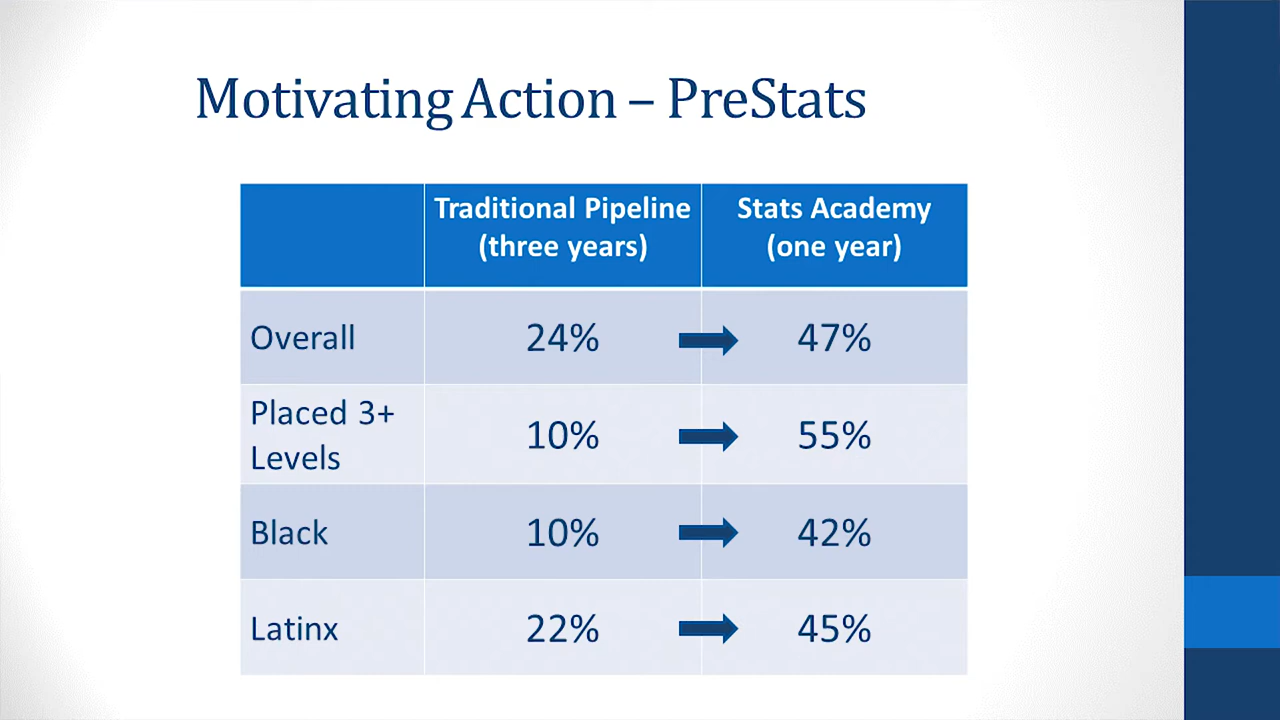 Motivating Action – PreStats
Traditional Pipeline
(three years)
Stats Academy
(one year)
Overall
24%
47%
Placed 3+
Levels
10%
55%
Black
10%
42%
Latinx
22%
45%